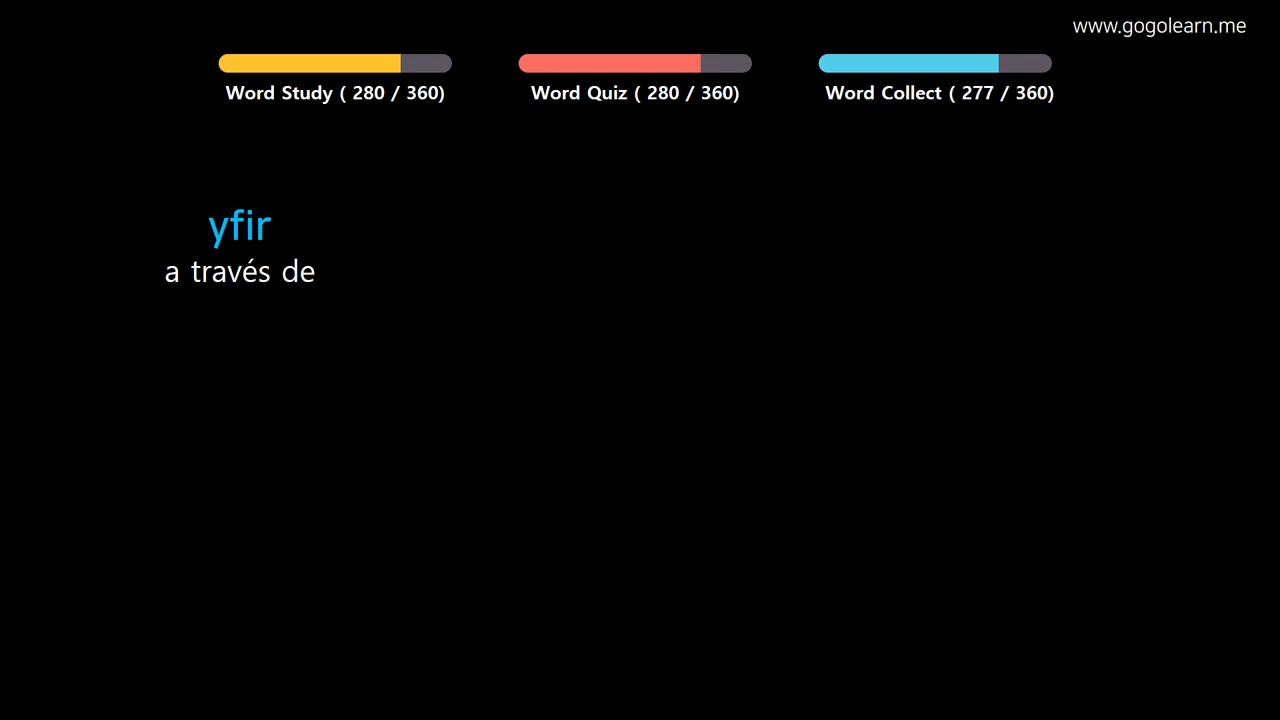 www.gogolearn.me
Word Study ( 280 / 360)
Word Quiz ( 280 / 360)
Word Collect ( 277 / 360)
yfir
a través de